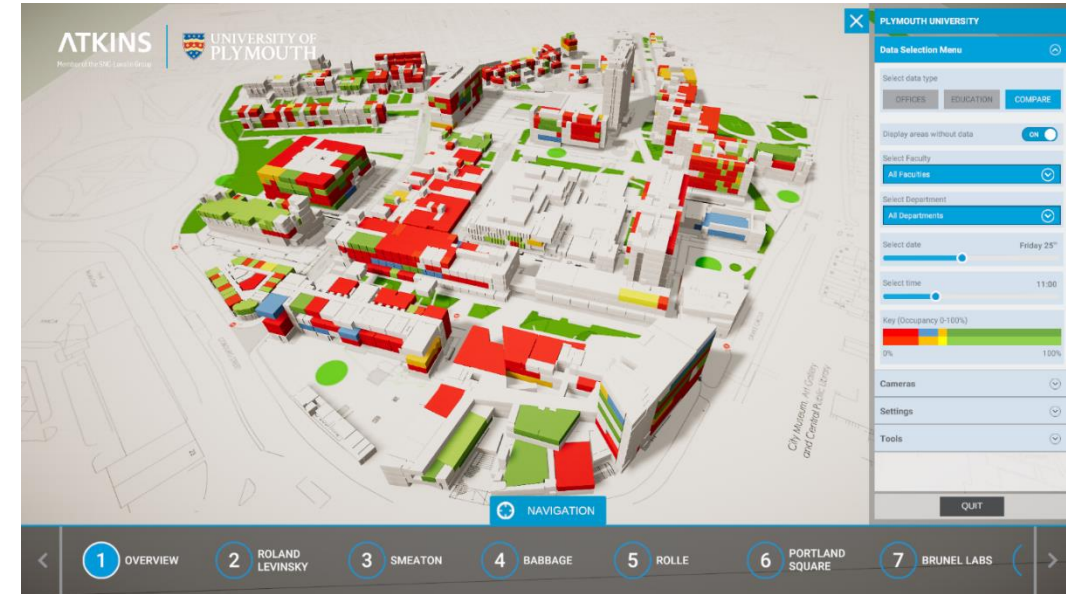 ATKINS
Member of the SNC-Lavalin Group
UNIVERSITY OF
PLYMOUTH
PLYMOUTH UNIVERSITY
Data Selection Menu
Select data type
OFFICES
EDUCATION
COMPARE
Display areas without data
ON
Select Faculty
All Faculties
Select Department
All Departments
Select date
Friday 25th
Select time
11:00
Key (Occupancy 0-100%)
0%
100%
Cameras
Settings
Tools
QUIT
City Museum, Art Gallery
and Central Public Library
NAVIGATION
1 OVERVIEW
2 ROLAND
LEVINSKY
3 SMEATON
4 BABBAGE
5 ROLLE
6 PORTLAND
SQUARE
7 BRUNEL LABS